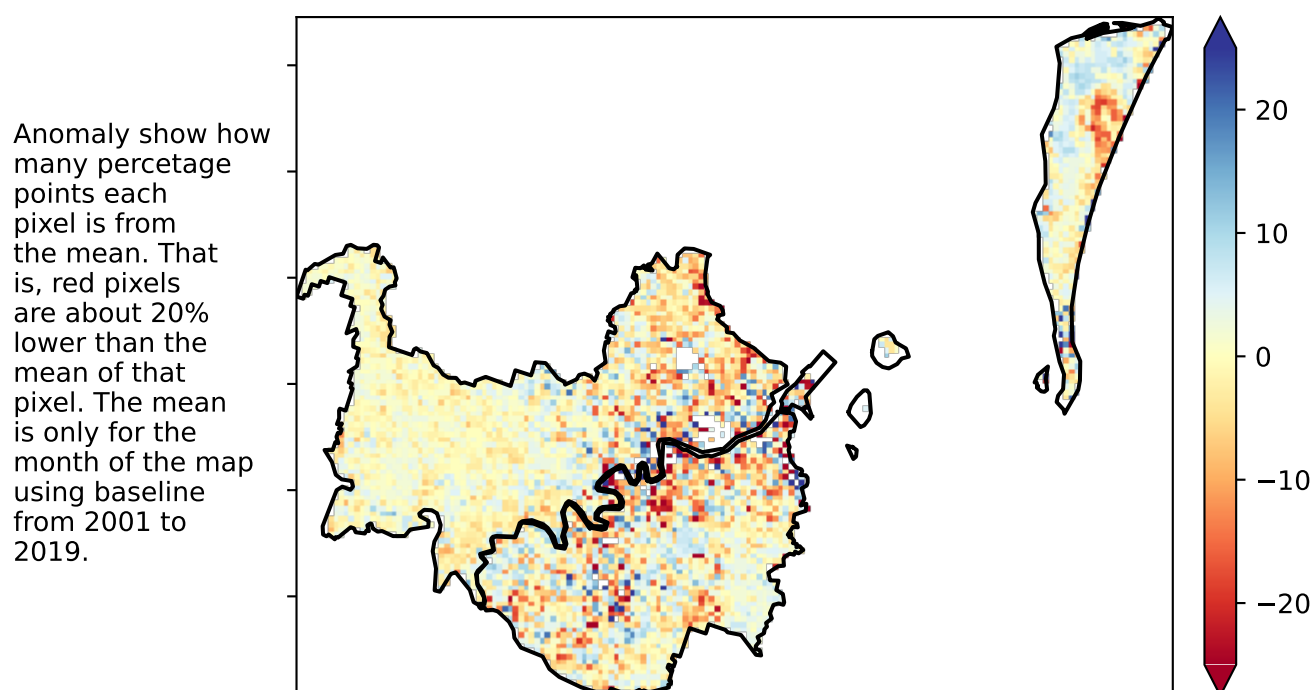 Anomaly show how
many percetage
points each
pixel is from
the mean. That
is, red pixels
are about 20%
lower than the
mean of that
pixel. The mean
is only for the
month of the map
using baseline
from 2001 to
2019.
20
10
0
−10
−20